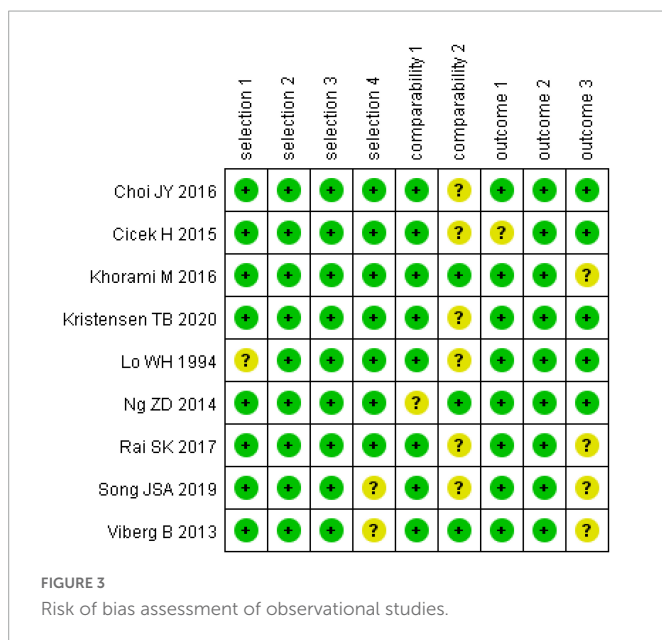 selection 1
selection 2
selection 3
selection 4
comparability 1
comparability 2
outcome 1
outcome 2
outcome 3
Choi JY 2016 + + + + + ? + + +
Cicek H 2015 + + + + + ? ? + +
Khorami M 2016 + + + + + + + + ?
Kristensen TB 2020 + + + + + ? + + +
Lo WH 1994 ? + + + + ? + + +
Ng ZD 2014 + + + + ? + + + +
Rai SK 2017 + + + + + ? + + ?
Song JSA 2019 + + + ? + ? + + ?
Viberg B 2013 + + + ? + + + + ?
FIGURE 3
Risk of bias assessment of observational studies.